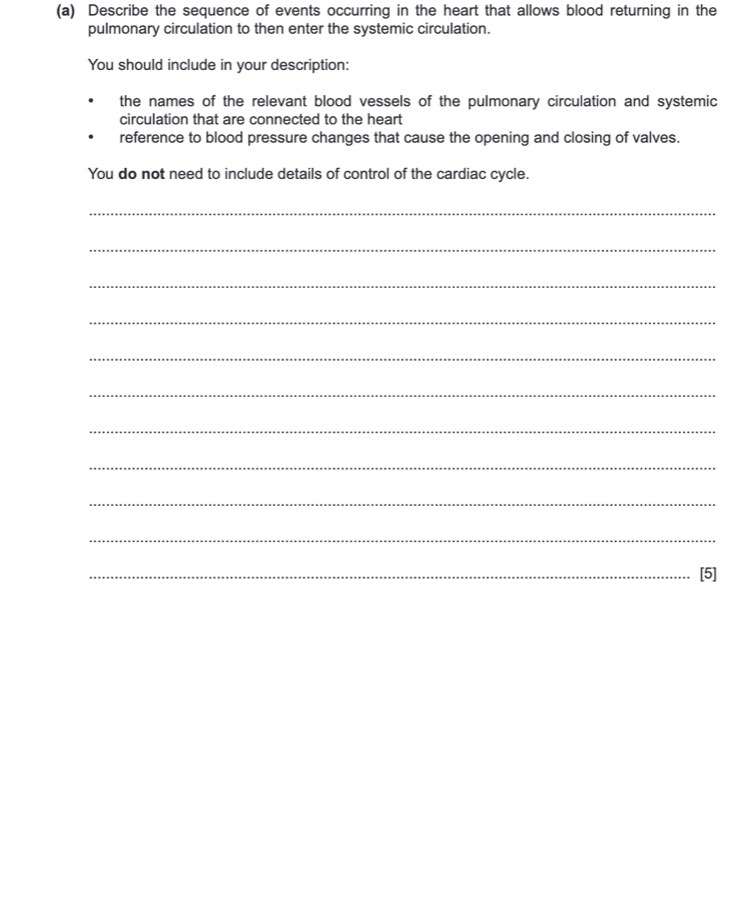 (a) Describe the sequence of events occurring in the heart that allows blood returning in the
pulmonary circulation to then enter the systemic circulation.
You should include in your description:
• the names of the relevant blood vessels of the pulmonary circulation and systemic
circulation that are connected to the heart
• reference to blood pressure changes that cause the opening and closing of valves.
You do not need to include details of control of the cardiac cycle.
[5]